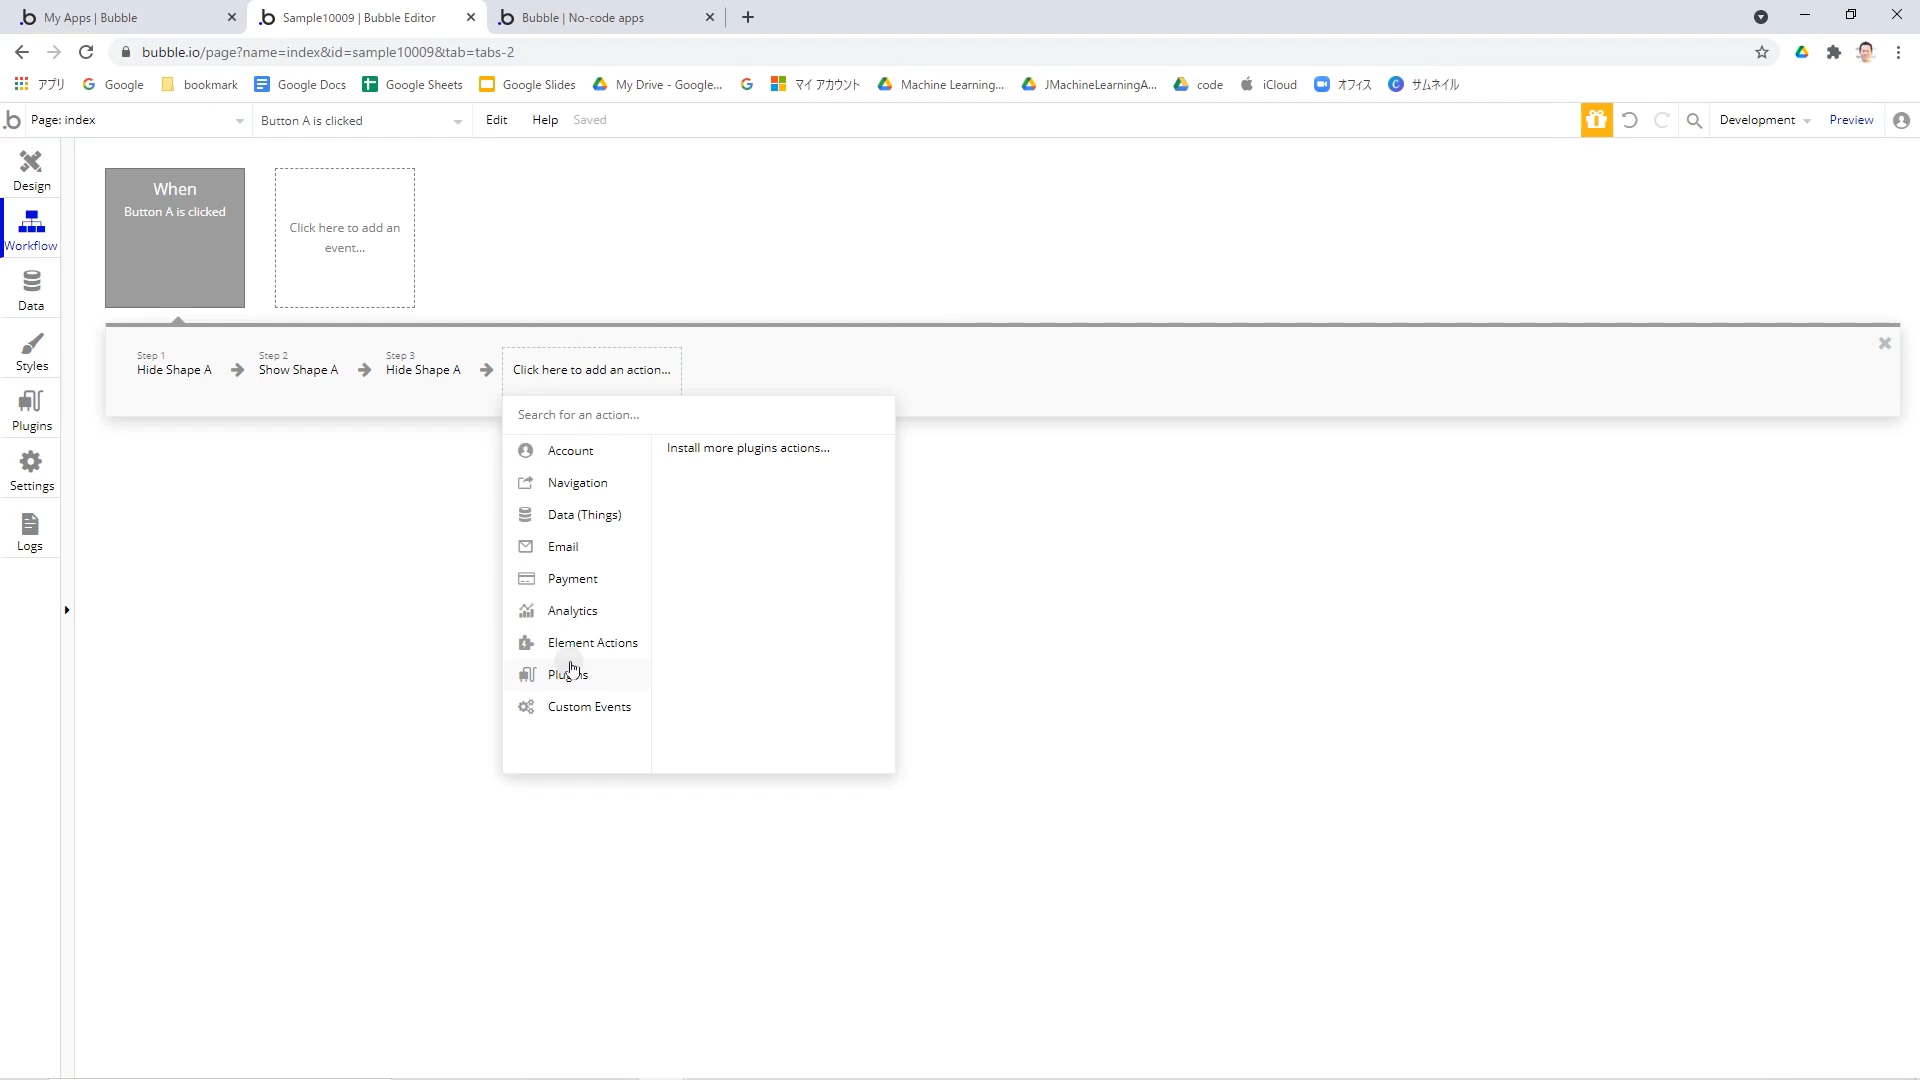 My Apps | Bubble
Sample10009 | Bubble Editor
Bubble | No-code apps
bubble.io/page?name=index&id=sample10009&tab=tabs-2
アプリ
Google
bookmark
Google Docs
Google Sheets
Google Slides
My Drive - Google...
マイ アカウント
Machine Learning...
JMachineLearningA...
code
iCloud
オフィス
サムネイル
Page: index
Button A is clicked
Edit
Help
Saved
Development
Preview
Design
Workflow
Data
Styles
Plugins
Settings
Logs
When
Button A is clicked
Click here to add an
event...
Step 1
Hide Shape A
Step 2
Show Shape A
Step 3
Hide Shape A
Click here to add an action...
Search for an action...
Account
Navigation
Data (Things)
Email
Payment
Analytics
Element Actions
Plugins
Custom Events
Install more plugins actions...